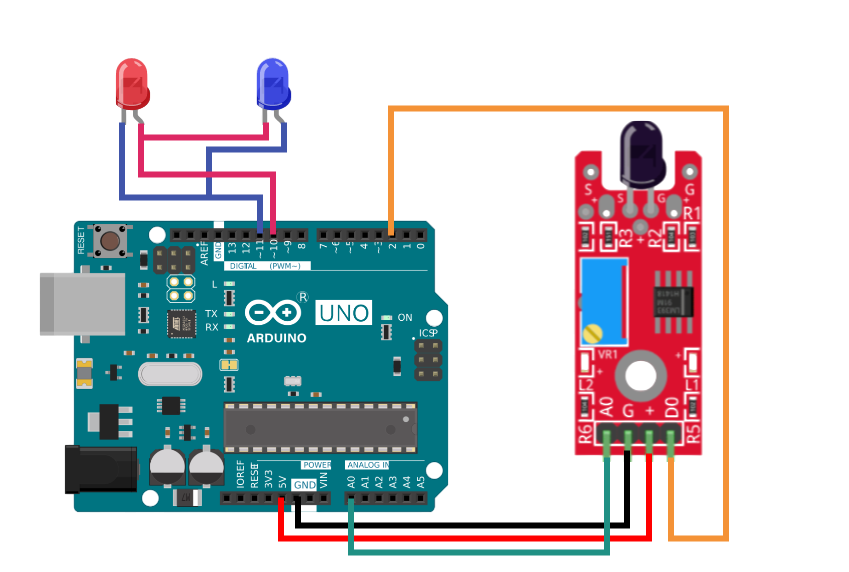 RESET
AREF
GND
13
12
~11
~10
~9
8
7
~6
~5
4
~3
2
1
0
DIGITAL (PWM~)
L
TX
RX
R
UNO
ARDUINO
ON
ICSP
IOREF
RESET
3V3
5V
GND
VIN
POWER
ANALOG IN
A0
A1
A2
A3
A4
A5
S
G
+
S
G
+
R1
R3
+
R2
LM393
VR1
+
+
L2
L1
A0
G
+
D0
R6
R5